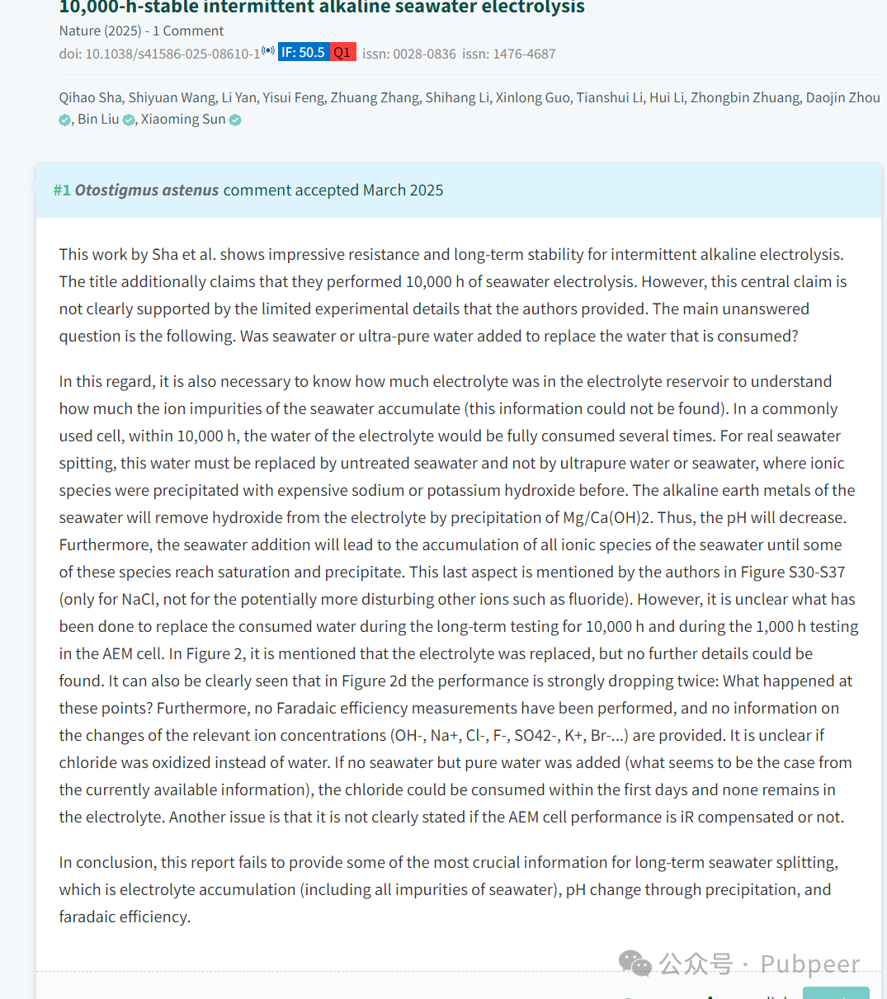 10,000-h-stable intermittent alkaline seawater electrolysis
Nature (2025) - 1 Comment
doi: 10.1038/s41586-025-08610-1 IF: 50.5 Q1 issn: 0028-0836 issn: 1476-4687
Qihao Sha, Shiyuan Wang, Li Yan, Yisui Feng, Zhuang Zhang, Shihang Li, Xinlong Guo, Tianshui Li, Hui Li, Zhongbin Zhuang, Daojin Zhou
, Bin Liu , Xiaoming Sun
#1 Otostigmus astenus comment accepted March 2025
This work by Sha et al. shows impressive resistance and long-term stability for intermittent alkaline electrolysis.
The title additionally claims that they performed 10,000 h of seawater electrolysis. However, this central claim is
not clearly supported by the limited experimental details that the authors provided. The main unanswered
question is the following. Was seawater or ultra-pure water added to replace the water that is consumed?
In this regard, it is also necessary to know how much electrolyte was in the electrolyte reservoir to understand
how much the ion impurities of the seawater accumulate (this information could not be found). In a commonly
used cell, within 10,000 h, the water of the electrolyte would be fully consumed several times. For real seawater
spitting, this water must be replaced by untreated seawater and not by ultrapure water or seawater, where ionic
species were precipitated with expensive sodium or potassium hydroxide before. The alkaline earth metals of the
seawater will remove hydroxide from the electrolyte by precipitation of Mg/Ca(OH)2. Thus, the pH will decrease.
Furthermore, the seawater addition will lead to the accumulation of all ionic species of the seawater until some
of these species reach saturation and precipitate. This last aspect is mentioned by the authors in Figure S30-S37
(only for NaCl, not for the potentially more disturbing other ions such as fluoride). However, it is unclear what has
been done to replace the consumed water during the long-term testing for 10,000 h and during the 1,000 h testing
in the AEM cell. In Figure 2, it is mentioned that the electrolyte was replaced, but no further details could be
found. It can also be clearly seen that in Figure 2d the performance is strongly dropping twice: What happened at
these points? Furthermore, no Faradaic efficiency measurements have been performed, and no information on
the changes of the relevant ion concentrations (OH-, Na+, Cl-, F-, SO42-, K+, Br-...) are provided. It is unclear if
chloride was oxidized instead of water. If no seawater but pure water was added (what seems to be the case from
the currently available information), the chloride could be consumed within the first days and none remains in
the electrolyte. Another issue is that it is not clearly stated if the AEM cell performance is iR compensated or not.
In conclusion, this report fails to provide some of the most crucial information for long-term seawater splitting,
which is electrolyte accumulation (including all impurities of seawater), pH change through precipitation, and
faradaic efficiency.
公众号 · Pubpeer